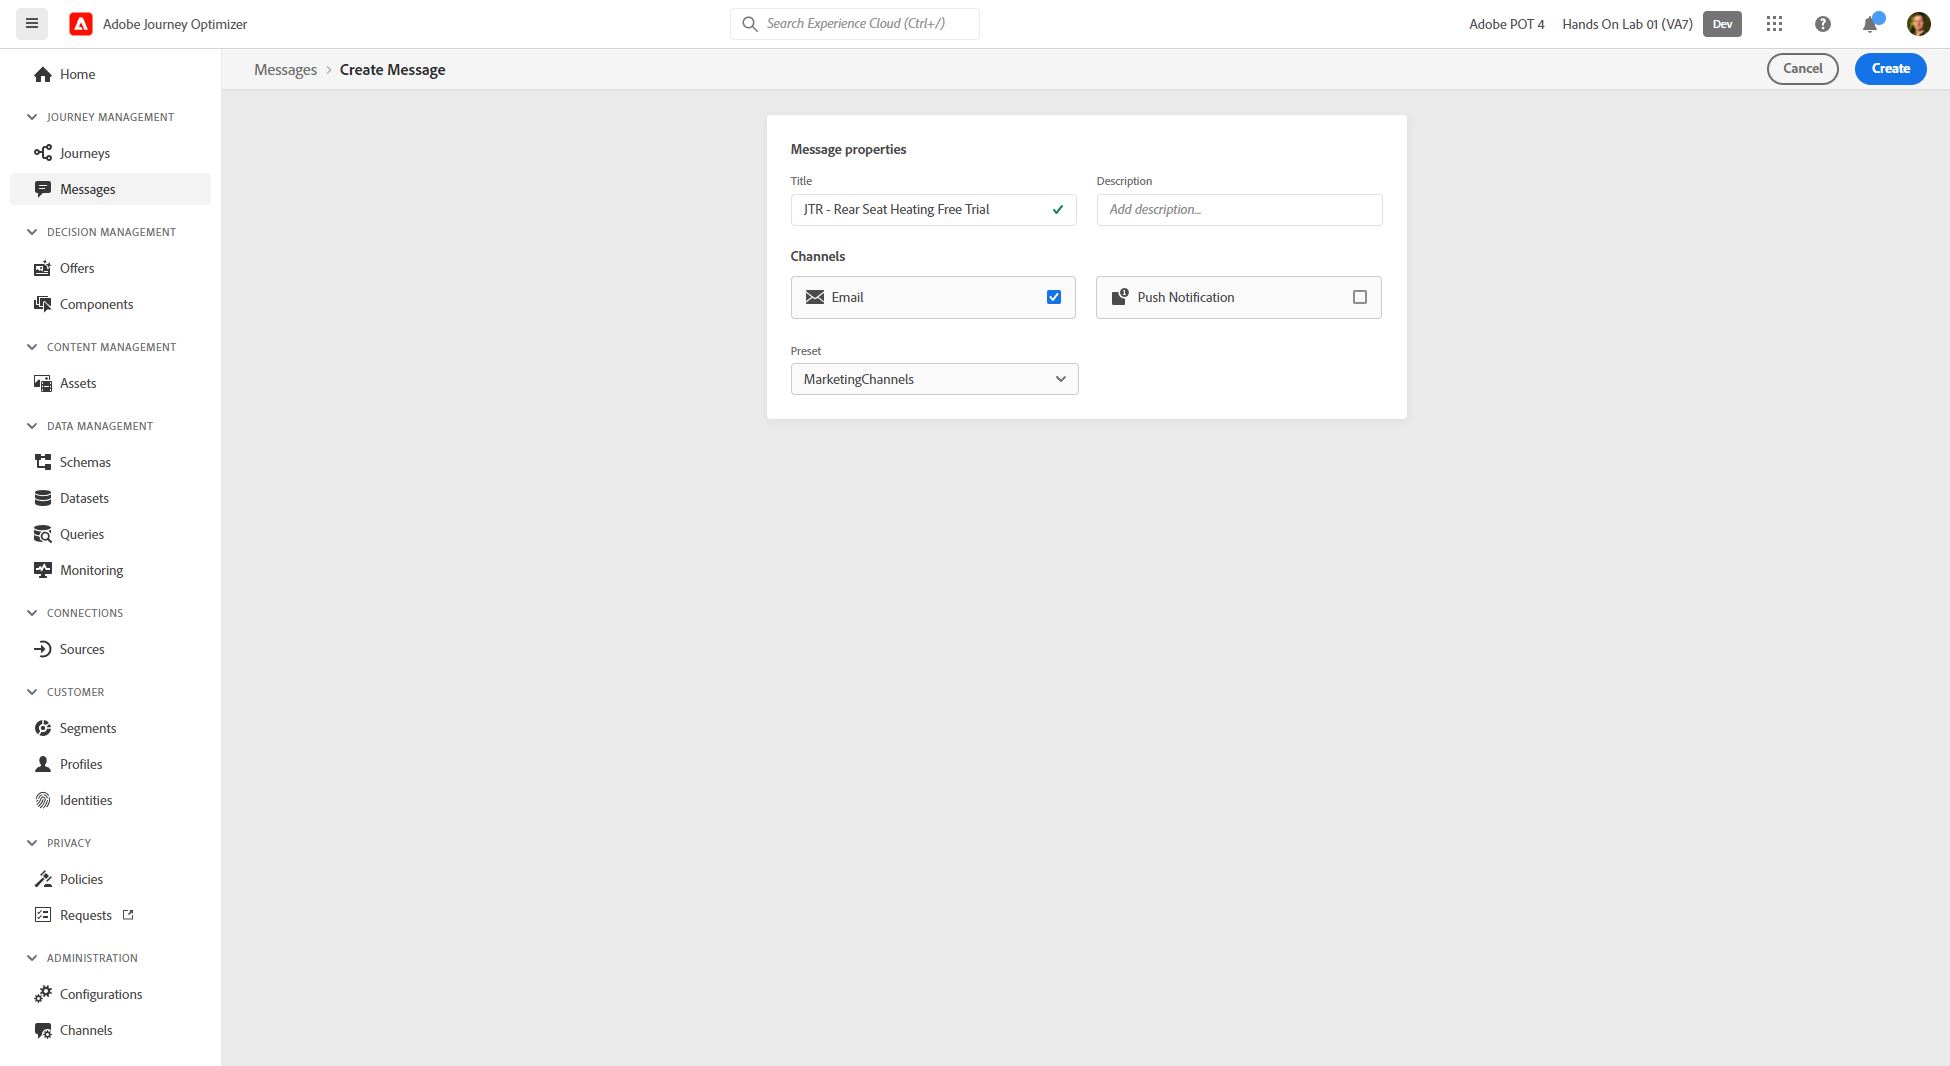 Adobe Journey Optimizer
Search Experience Cloud (Ctrl+/)
Adobe POT 4
Hands On Lab 01 (VA7)
Dev
Home
JOURNEY MANAGEMENT
Journeys
Messages
DECISION MANAGEMENT
Offers
Components
CONTENT MANAGEMENT
Assets
DATA MANAGEMENT
Schemas
Datasets
Queries
Monitoring
CONNECTIONS
Sources
CUSTOMER
Segments
Profiles
Identities
PRIVACY
Policies
Requests
ADMINISTRATION
Configurations
Channels
Messages > Create Message
Cancel
Create
Message properties
Title
Description
JTR - Rear Seat Heating Free Trial
Add description...
Channels
Email
Push Notification
Preset
MarketingChannels